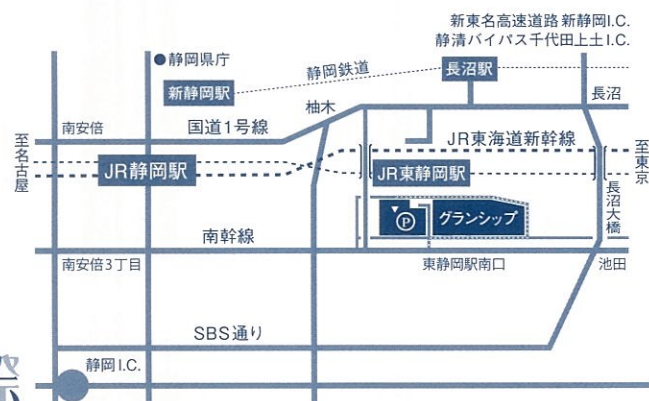 新東名高速道路 新静岡I.C.
静清バイパス千代田上土I.C.
静岡県庁
静岡鉄道
長沼駅
新静岡駅
柚木
長沼
南安倍
国道1号線
JR東海道新幹線
至名古屋
至東京
JR静岡駅
JR東静岡駅
長沼大橋
P
グランシップ
南幹線
南安倍3丁目
東静岡駅南口
池田
SBS通り
静岡I.C.